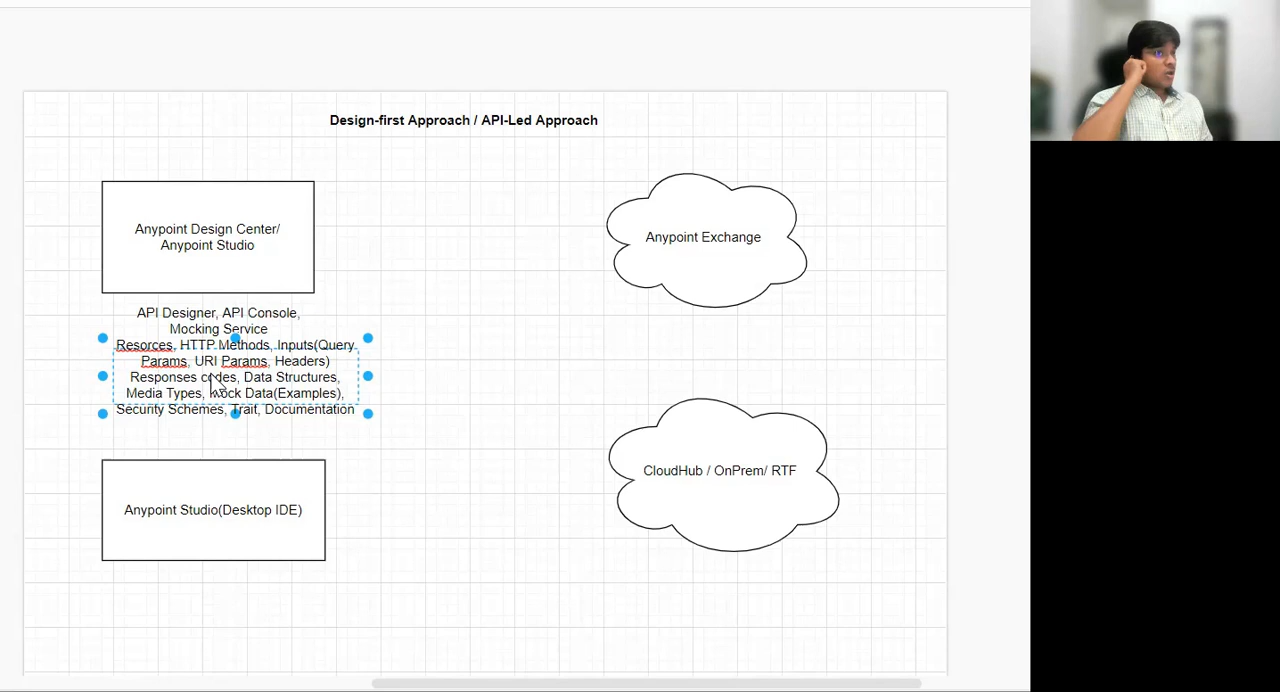 Design-first Approach / API-Led Approach
Anypoint Design Center/
Anypoint Studio
Anypoint Exchange
API Designer, API Console,
Mocking Service
Resorces, HTTP Methods, Inputs(Query
Params, URI Params, Headers)
Responses codes, Data Structures,
Media Types, Mock Data(Examples),
Security Schemes, Trait, Documentation
CloudHub / OnPrem/ RTF
Anypoint Studio(Desktop IDE)